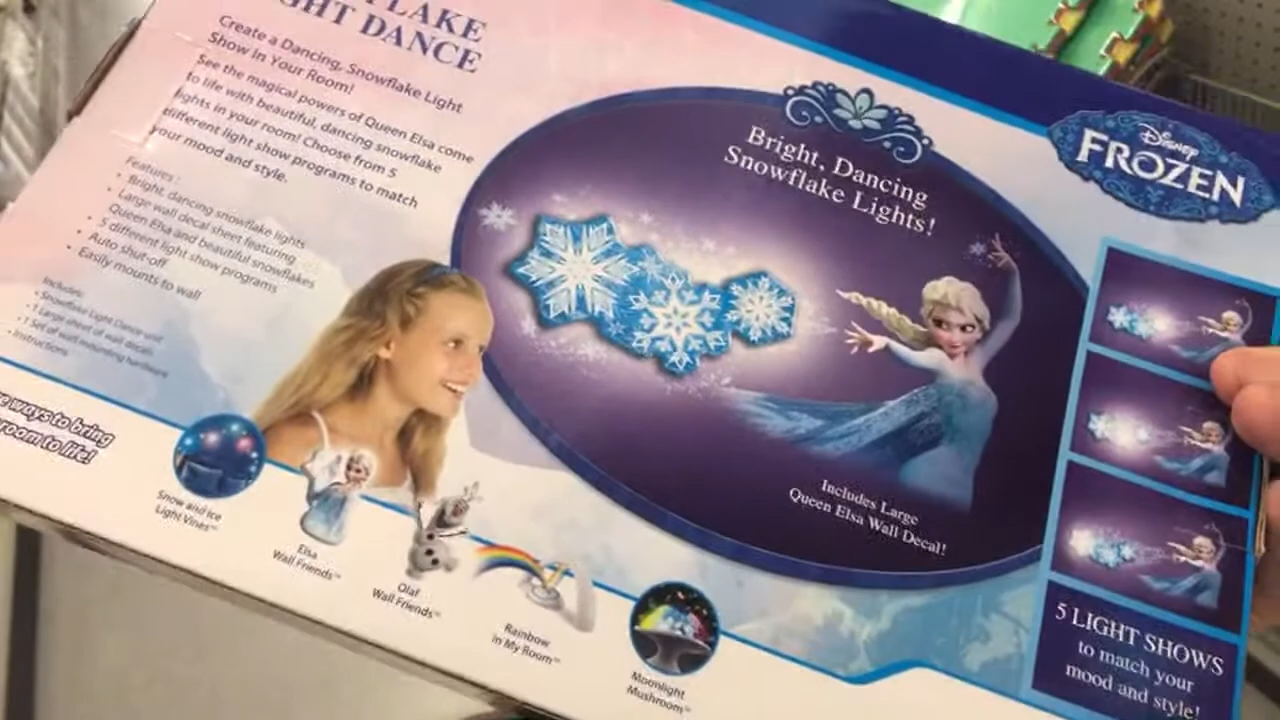 LAKE
GHT DANCE
Create a Dancing, Snowflake Light
Show In Your Room!
See the magical powers of Queen Elsa come
to life with beautiful, dancing snowflake
lights in your room! Choose from 5
different light show programs to match
your mood and style.
Features :
• Bright, dancing snowflake lights
• Large wall decal sheet featuring
Queen Elsa and beautiful snowflakes
• 5 different light show programs
• Auto shut-off
• Easily mounts to wall
Includes:
• Snowflake Light Dance unit
• 1 Large sheet of wall decals
• 1 Set of wall mounting hardware
• Instructions
ways to bring
room to life!
Snow and Ice
Light Vines™
Elsa
Wall Friends™
Olaf
Wall Friends™
Rainbow
in My Room™
Moonlight
Mushroom™
Bright, Dancing
Snowflake Lights!
Includes Large
Queen Elsa Wall Decal!
Disney
FROZEN
5 LIGHT SHOWS
to match your
mood and style!